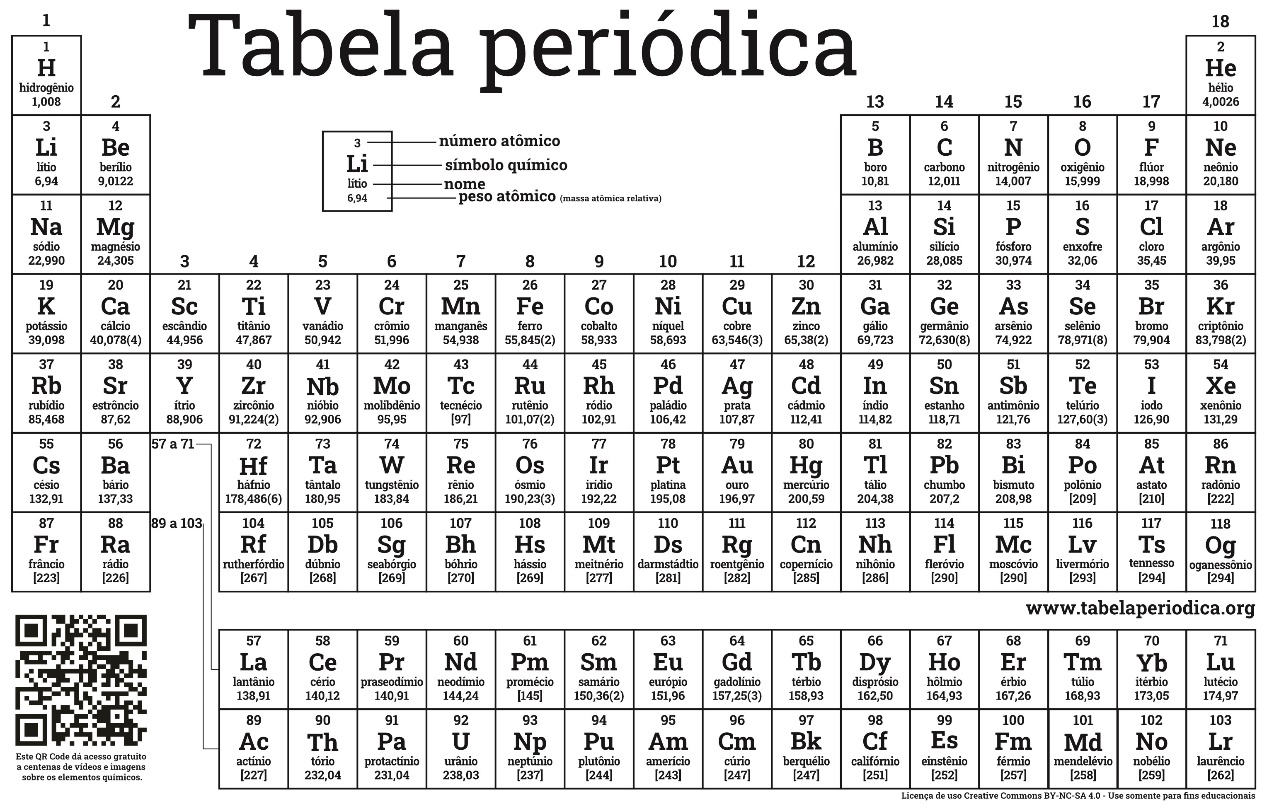 Tabela periódica
1
18
1
H
hidrogênio
1,008
2
He
hélio
4,0026
2
13
14
15
16
17
3
Li
lítio
6,94
4
Be
berílio
9,0122
3
Li
lítio
6,94
número atômico
símbolo químico
nome
peso atômico (massa atômica relativa)
5
B
boro
10,81
6
C
carbono
12,011
7
N
nitrogênio
14,007
8
O
oxigênio
15,999
9
F
flúor
18,998
10
Ne
neônio
20,180
11
Na
sódio
22,990
12
Mg
magnésio
24,305
13
Al
alumínio
26,982
14
Si
silício
28,085
15
P
fósforo
30,974
16
S
enxofre
32,06
17
Cl
cloro
35,45
18
Ar
argônio
39,95
3
4
5
6
7
8
9
10
11
12
19
K
potássio
39,098
20
Ca
cálcio
40,078(4)
21
Sc
escândio
44,956
22
Ti
titânio
47,867
23
V
vanádio
50,942
24
Cr
crômio
51,996
25
Mn
manganês
54,938
26
Fe
ferro
55,845(2)
27
Co
cobalto
58,933
28
Ni
níquel
58,693
29
Cu
cobre
63,546(3)
30
Zn
zinco
65,38(2)
31
Ga
gálio
69,723
32
Ge
germânio
72,630(8)
33
As
arsênio
74,922
34
Se
selênio
78,971(8)
35
Br
bromo
79,904
36
Kr
criptônio
83,798(2)
37
Rb
rubídio
85,468
38
Sr
estrôncio
87,62
39
Y
ítrio
88,906
40
Zr
zircônio
91,224(2)
41
Nb
nióbio
92,906
42
Mo
molibdênio
95,95
43
Tc
tecnécio
[97]
44
Ru
rutênio
101,07(2)
45
Rh
ródio
102,91
46
Pd
paládio
106,42
47
Ag
prata
107,87
48
Cd
cádmio
112,41
49
In
índio
114,82
50
Sn
estanho
118,71
51
Sb
antimônio
121,76
52
Te
telúrio
127,60(3)
53
I
iodo
126,90
54
Xe
xenônio
131,29
55
Cs
césio
132,91
56
Ba
bário
137,33
57 a 71
72
Hf
háfnio
178,486(6)
73
Ta
tântalo
180,95
74
W
tungstênio
183,84
75
Re
rênio
186,21
76
Os
ósmio
190,23(3)
77
Ir
irídio
192,22
78
Pt
platina
195,08
79
Au
ouro
196,97
80
Hg
mercúrio
200,59
81
Tl
tálio
204,38
82
Pb
chumbo
207,2
83
Bi
bismuto
208,98
84
Po
polônio
[209]
85
At
astato
[210]
86
Rn
radônio
[222]
87
Fr
frâncio
[223]
88
Ra
rádio
[226]
89 a 103
104
Rf
rutherfórdio
[267]
105
Db
dúbnio
[268]
106
Sg
seabórgio
[269]
107
Bh
bóhrio
[270]
108
Hs
hássio
[269]
109
Mt
meitnério
[277]
110
Ds
darmstádtio
[281]
111
Rg
roentgênio
[282]
112
Cn
copernício
[285]
113
Nh
nihônio
[286]
114
Fl
fleróvio
[290]
115
Mc
moscóvio
[290]
116
Lv
livermório
[293]
117
Ts
tennesso
[294]
118
Og
oganessônio
[294]
www.tabelaperiodica.org
57
La
lantânio
138,91
58
Ce
cério
140,12
59
Pr
praseodímio
140,91
60
Nd
neodímio
144,24
61
Pm
promécio
[145]
62
Sm
samário
150,36(2)
63
Eu
európio
151,96
64
Gd
gadolínio
157,25(3)
65
Tb
térbio
158,93
66
Dy
disprósio
162,50
67
Ho
hôlmio
164,93
68
Er
érbio
167,26
69
Tm
túlio
168,93
70
Yb
itérbio
173,05
71
Lu
lutécio
174,97
89
Ac
actínio
[227]
90
Th
tório
232,04
91
Pa
protactínio
231,04
92
U
urânio
238,03
93
Np
neptúnio
[237]
94
Pu
plutônio
[244]
95
Am
amerício
[243]
96
Cm
cúrio
[247]
97
Bk
berquélio
[247]
98
Cf
califórnio
[251]
99
Es
einstênio
[252]
100
Fm
férmio
[257]
101
Md
mendelévio
[258]
102
No
nobélio
[259]
103
Lr
laurêncio
[262]
Este QR Code dá acesso gratuito
a centenas de vídeos e imagens
sobre os elementos químicos.
Licença de uso Creative Commons BY-NC-SA 4.0 - Use somente para fins educacionais